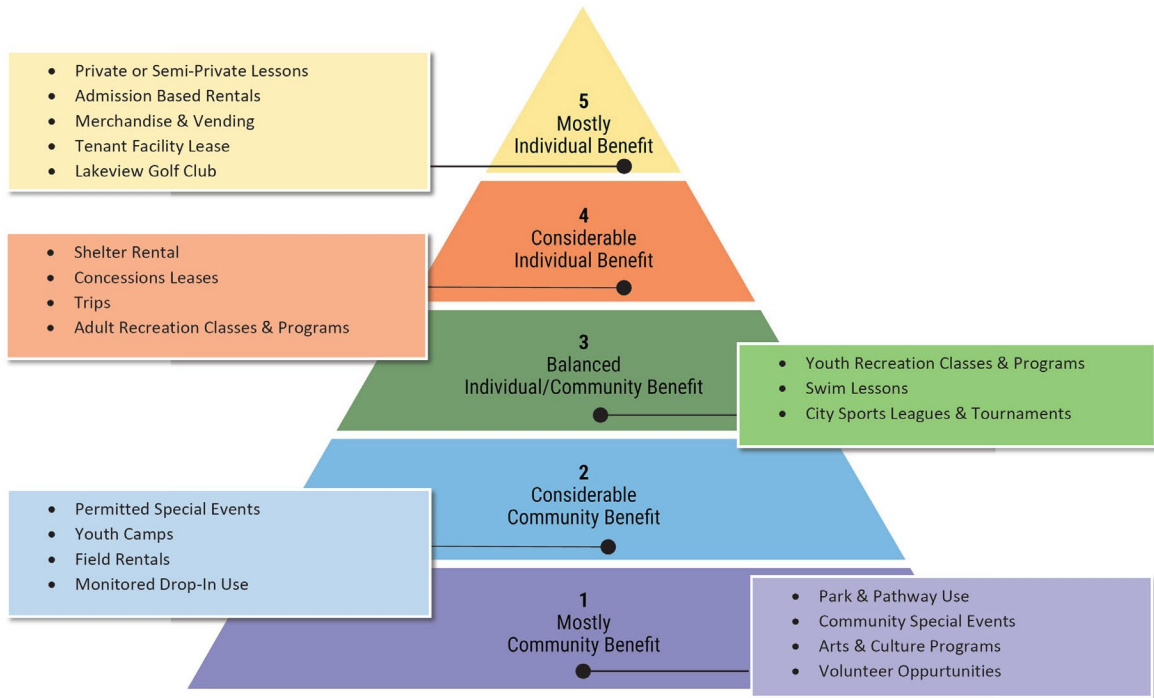 5
Mostly
Individual Benefit
Private or Semi-Private Lessons
Admission Based Rentals
Merchandise & Vending
Tenant Facility Lease
Lakeview Golf Club
4
Considerable
Individual Benefit
Shelter Rental
Concessions Leases
Trips
Adult Recreation Classes & Programs
3
Balanced
Individual/Community Benefit
Youth Recreation Classes & Programs
Swim Lessons
City Sports Leagues & Tournaments
2
Considerable
Community Benefit
Permitted Special Events
Youth Camps
Field Rentals
Monitored Drop-In Use
1
Mostly
Community Benefit
Park & Pathway Use
Community Special Events
Arts & Culture Programs
Volunteer Oppurtunities